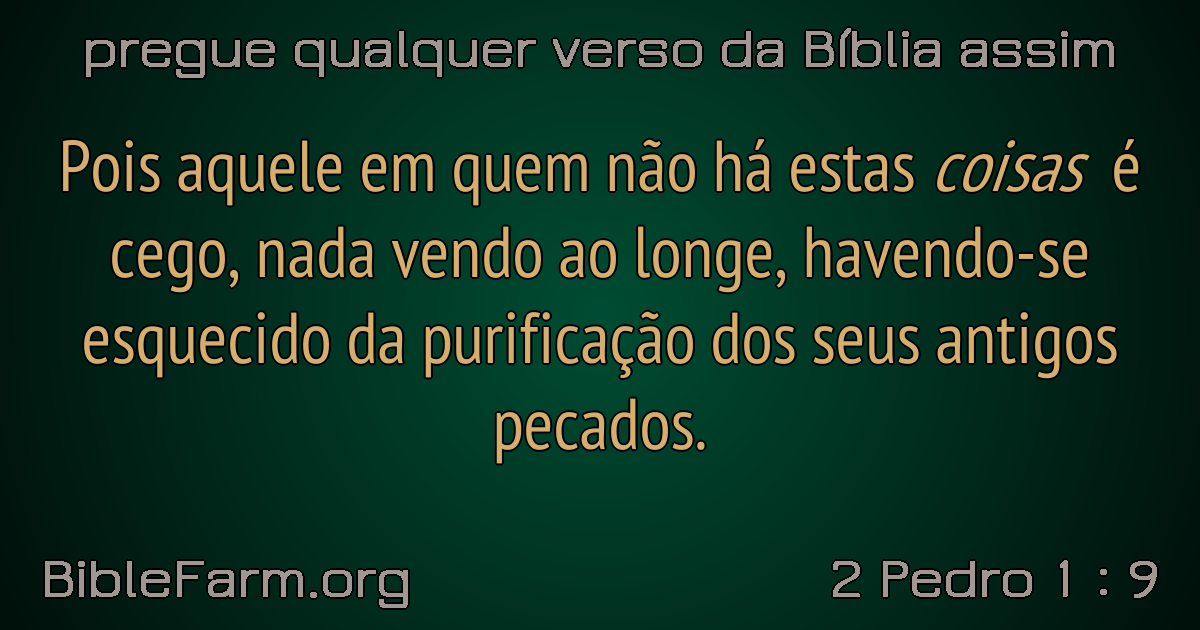 pregue qualquer verso da Bíblia assim
Pois aquele em quem não há estas coisas é
cego, nada vendo ao longe, havendo-se
esquecido da purificação dos seus antigos
pecados.
BibleFarm.org
2 Pedro 1 : 9